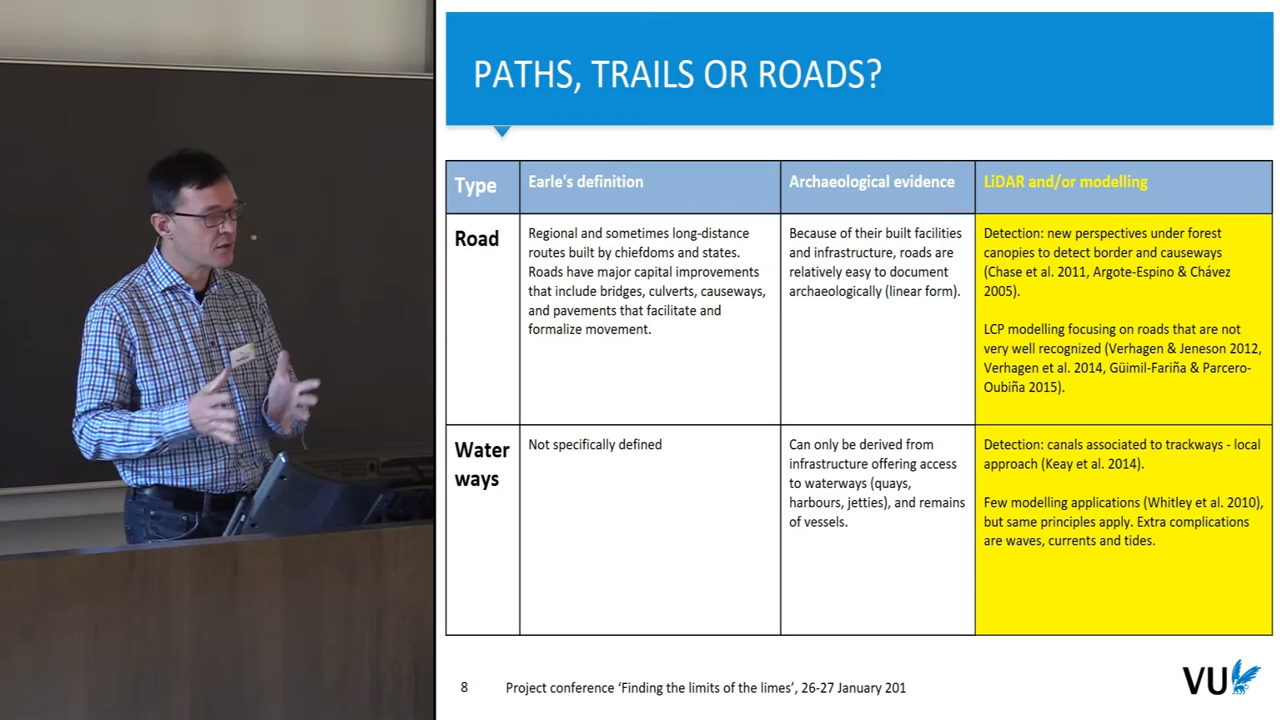 PATHS, TRAILS OR ROADS?
Type
Earle's definition
Archaeological evidence
LiDAR and/or modelling
Road
Regional and sometimes long-distance
routes built by chiefdoms and states.
Roads have major capital improvements
that include bridges, culverts, causeways,
and pavements that facilitate and
formalize movement.
Because of their built facilities
and infrastructure, roads are
relatively easy to document
archaeologically (linear form).
Detection: new perspectives under forest
canopies to detect border and causeways
(Chase et al. 2011, Argote-Espino & Chávez
2005).
LCP modelling focusing on roads that are not
very well recognized (Verhagen & Jeneson 2012,
Verhagen et al. 2014, Güimil-Fariña & Parcero-
Oubiña 2015).
Water
ways
Not specifically defined
Can only be derived from
infrastructure offering access
to waterways (quays,
harbours, jetties), and remains
of vessels.
Detection: canals associated to trackways - local
approach (Keay et al. 2014).
Few modelling applications (Whitley et al. 2010),
but same principles apply. Extra complications
are waves, currents and tides.
8
Project conference ‘Finding the limits of the limes’, 26-27 January 201
VU